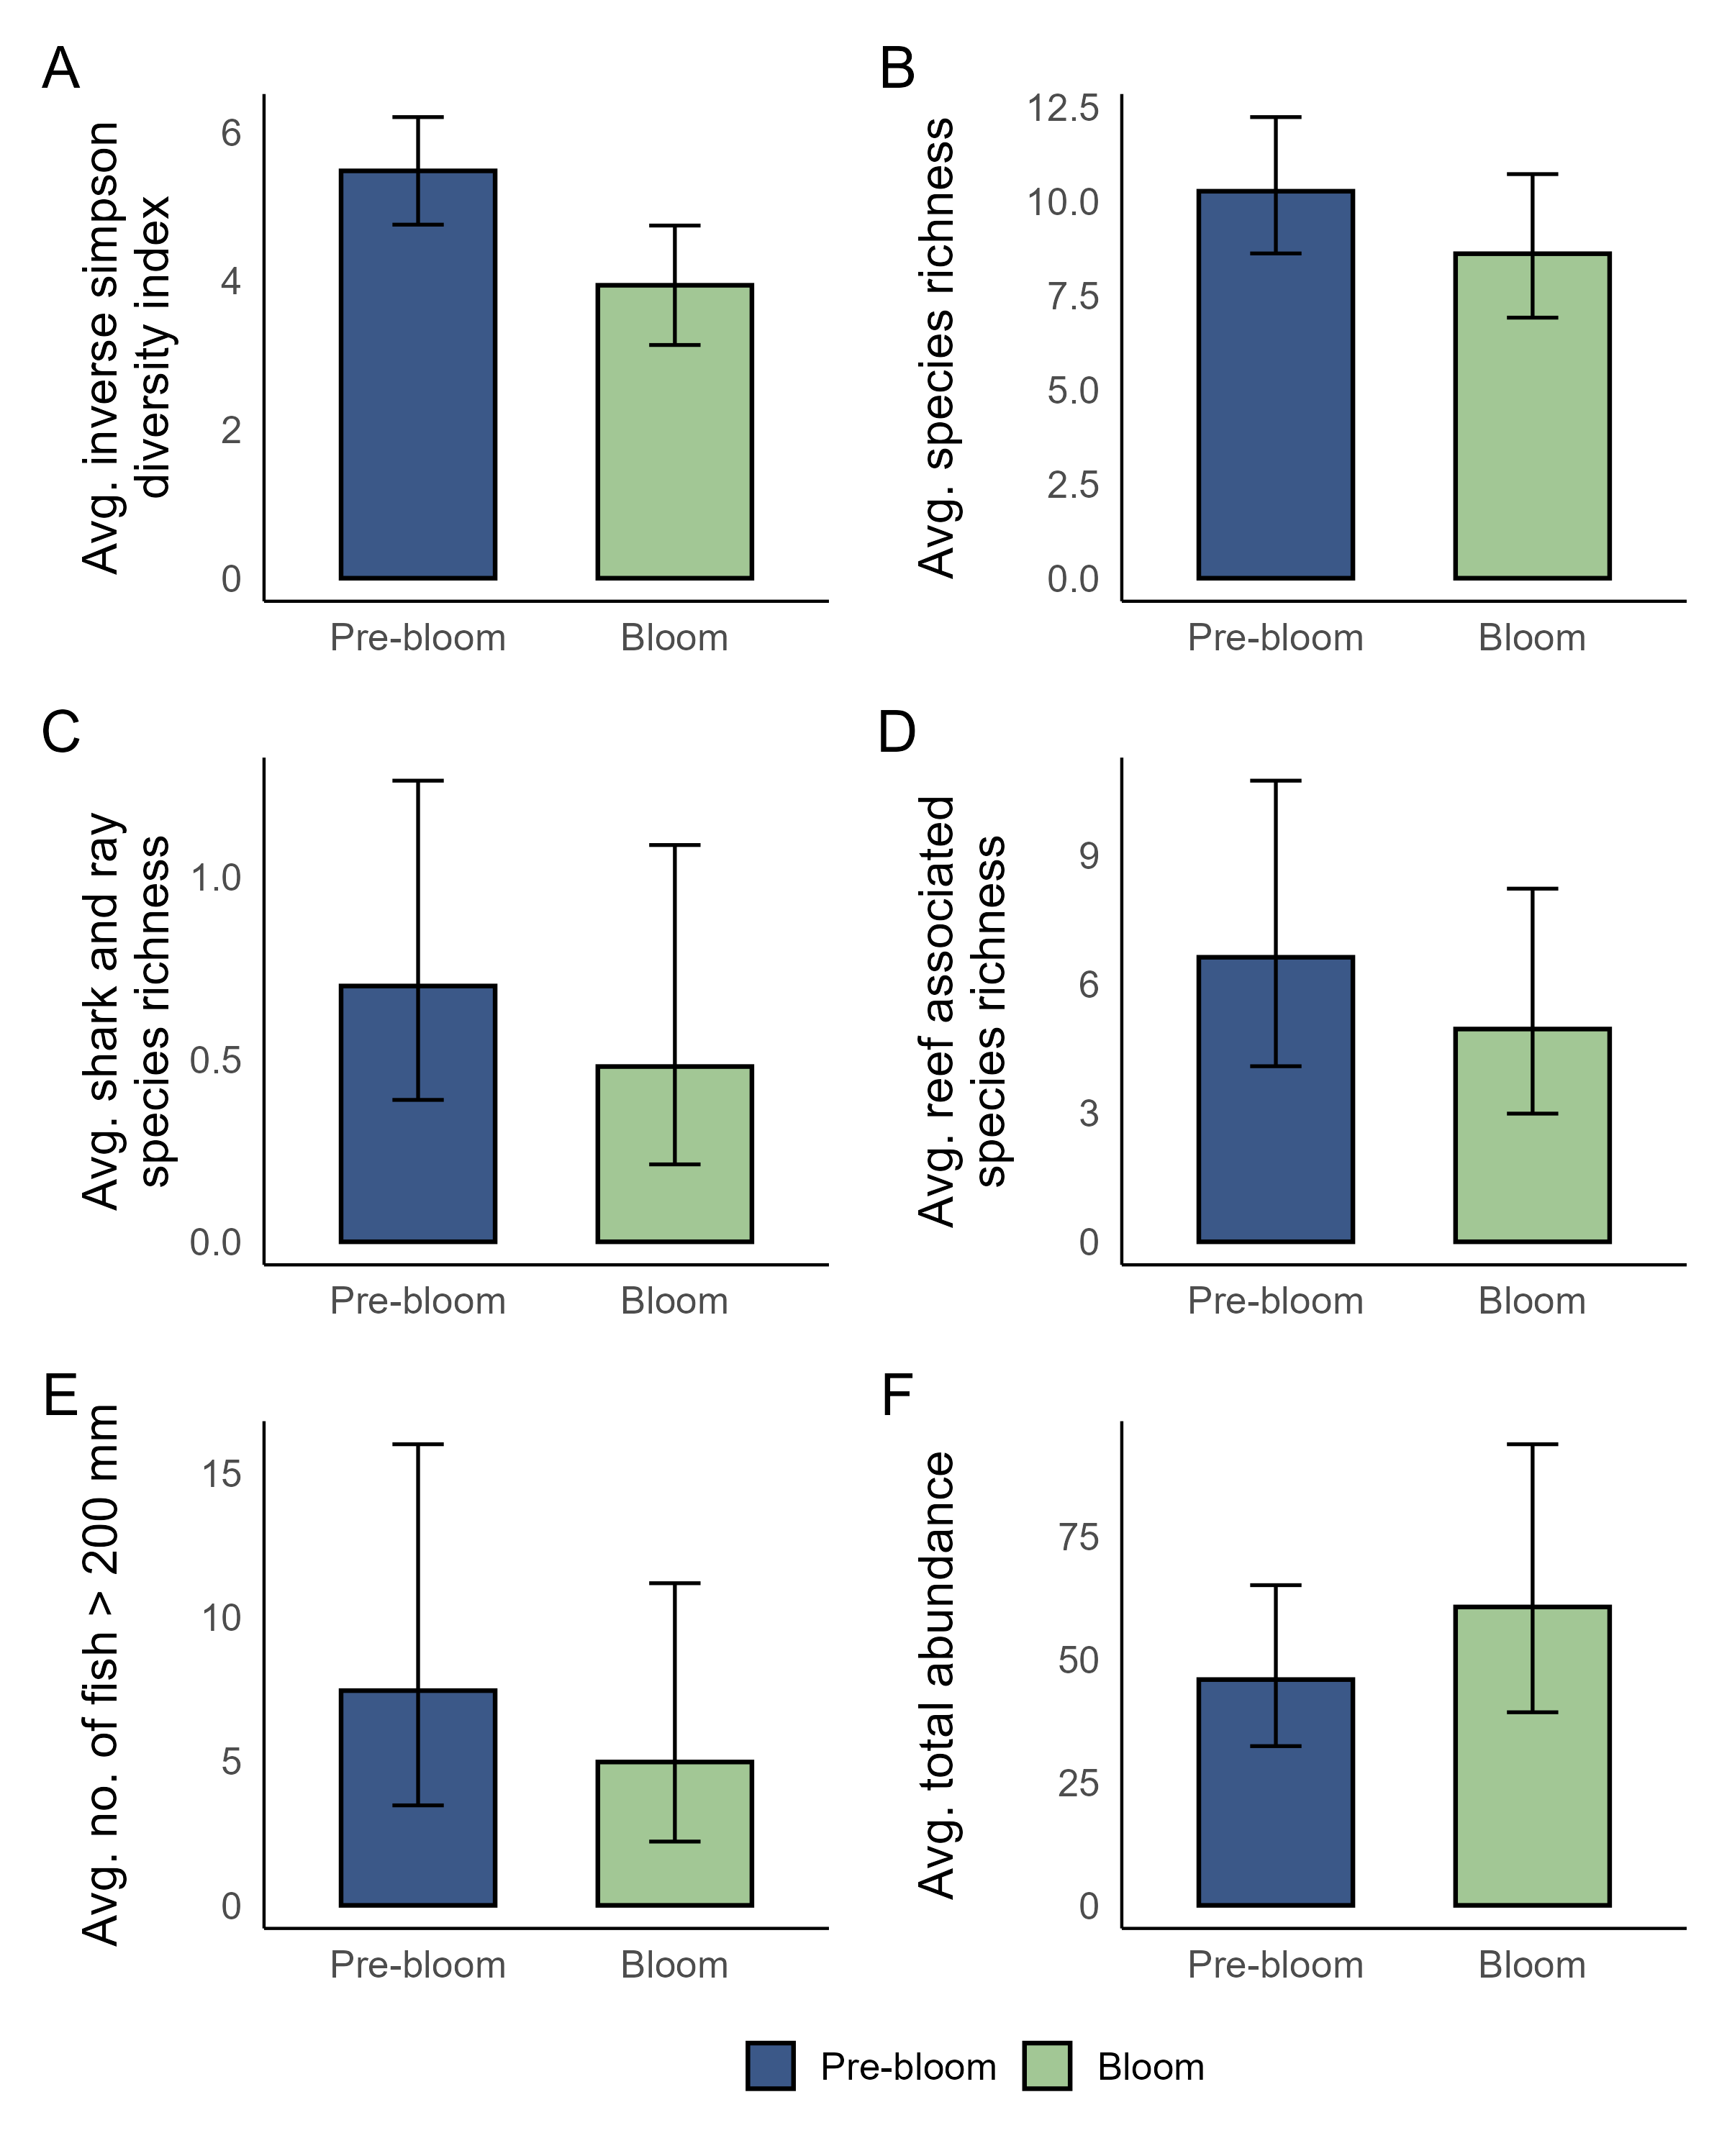 A
Avg. inverse simpson
diversity index
6
4
2
0
Pre-bloom
Bloom
B
Avg. species richness
12.5
10.0
7.5
5.0
2.5
0.0
Pre-bloom
Bloom
C
Avg. shark and ray
species richness
1.0
0.5
0.0
Pre-bloom
Bloom
D
Avg. reef associated
species richness
9
6
3
0
Pre-bloom
Bloom
E
Avg. no. of fish > 200 mm
15
10
5
0
Pre-bloom
Bloom
F
Avg. total abundance
75
50
25
0
Pre-bloom
Bloom
Pre-bloom
Bloom